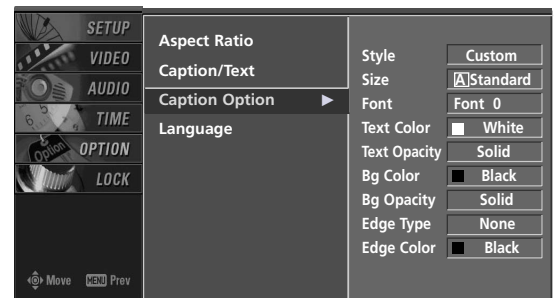 SETUP
VIDEO
AUDIO
TIME
OPTION
LOCK
Move MENU Prev
Aspect Ratio
Caption/Text
Caption Option ▶
Language
Style Custom
Size A Standard
Font Font 0
Text Color White
Text Opacity Solid
Bg Color Black
Bg Opacity Solid
Edge Type None
Edge Color Black